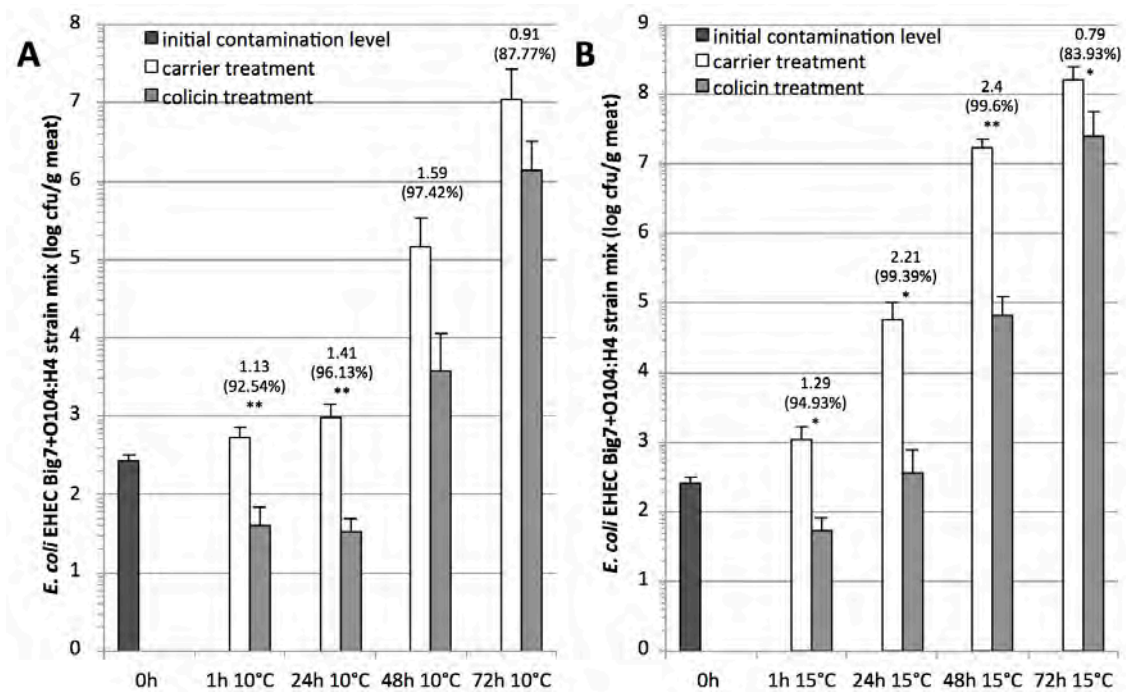 A
E. coli EHEC Big7+O104:H4 strain mix (log cfu/g meat)
8
7
6
5
4
3
2
1
0
initial contamination level
carrier treatment
colicin treatment
1.13
(92.54%)
**
1.41
(96.13%)
**
1.59
(97.42%)
0.91
(87.77%)
0h
1h 10°C
24h 10°C
48h 10°C
72h 10°C
B
E. coli EHEC Big7+O104:H4 strain mix (log cfu/g meat)
9
8
7
6
5
4
3
2
1
0
initial contamination level
carrier treatment
colicin treatment
1.29
(94.93%)
*
2.21
(99.39%)
*
2.4
(99.6%)
**
0.79
(83.93%)
*
0h
1h 15°C
24h 15°C
48h 15°C
72h 15°C